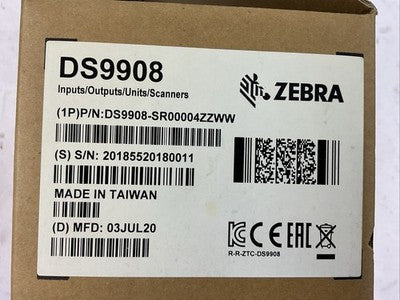 DS9908
Inputs/Outputs/Units/Scanners
ZEBRA
(1P)P/N:DS9908-SR00004ZZWW
(S) S/N: 20185520180011
MADE IN TAIWAN
(D) MFD: 03JUL20
R-R-ZTC-DS9908